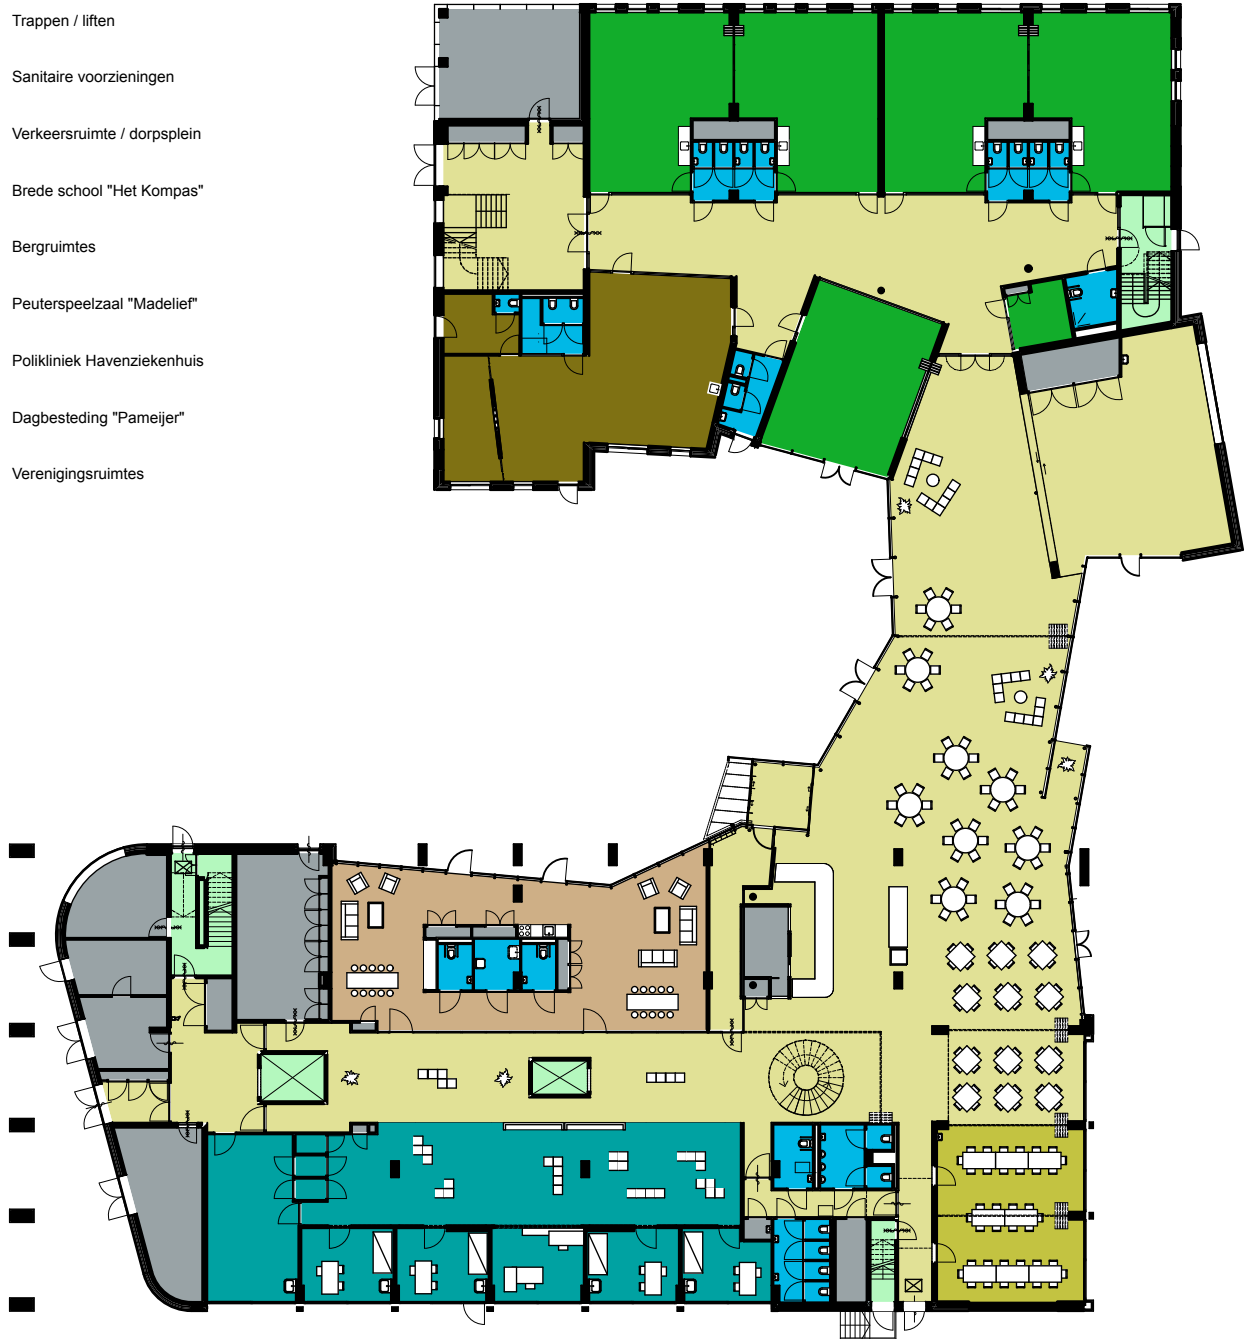 Trappen / liften
Sanitaire voorzieningen
Verkeersruimte / dorpsplein
Brede school "Het Kompas"
Bergruimtes
Peuterspeelzaal "Madelief"
Polikliniek Havenziekenhuis
Dagbesteding "Pameijer"
Verenigingsruimtes